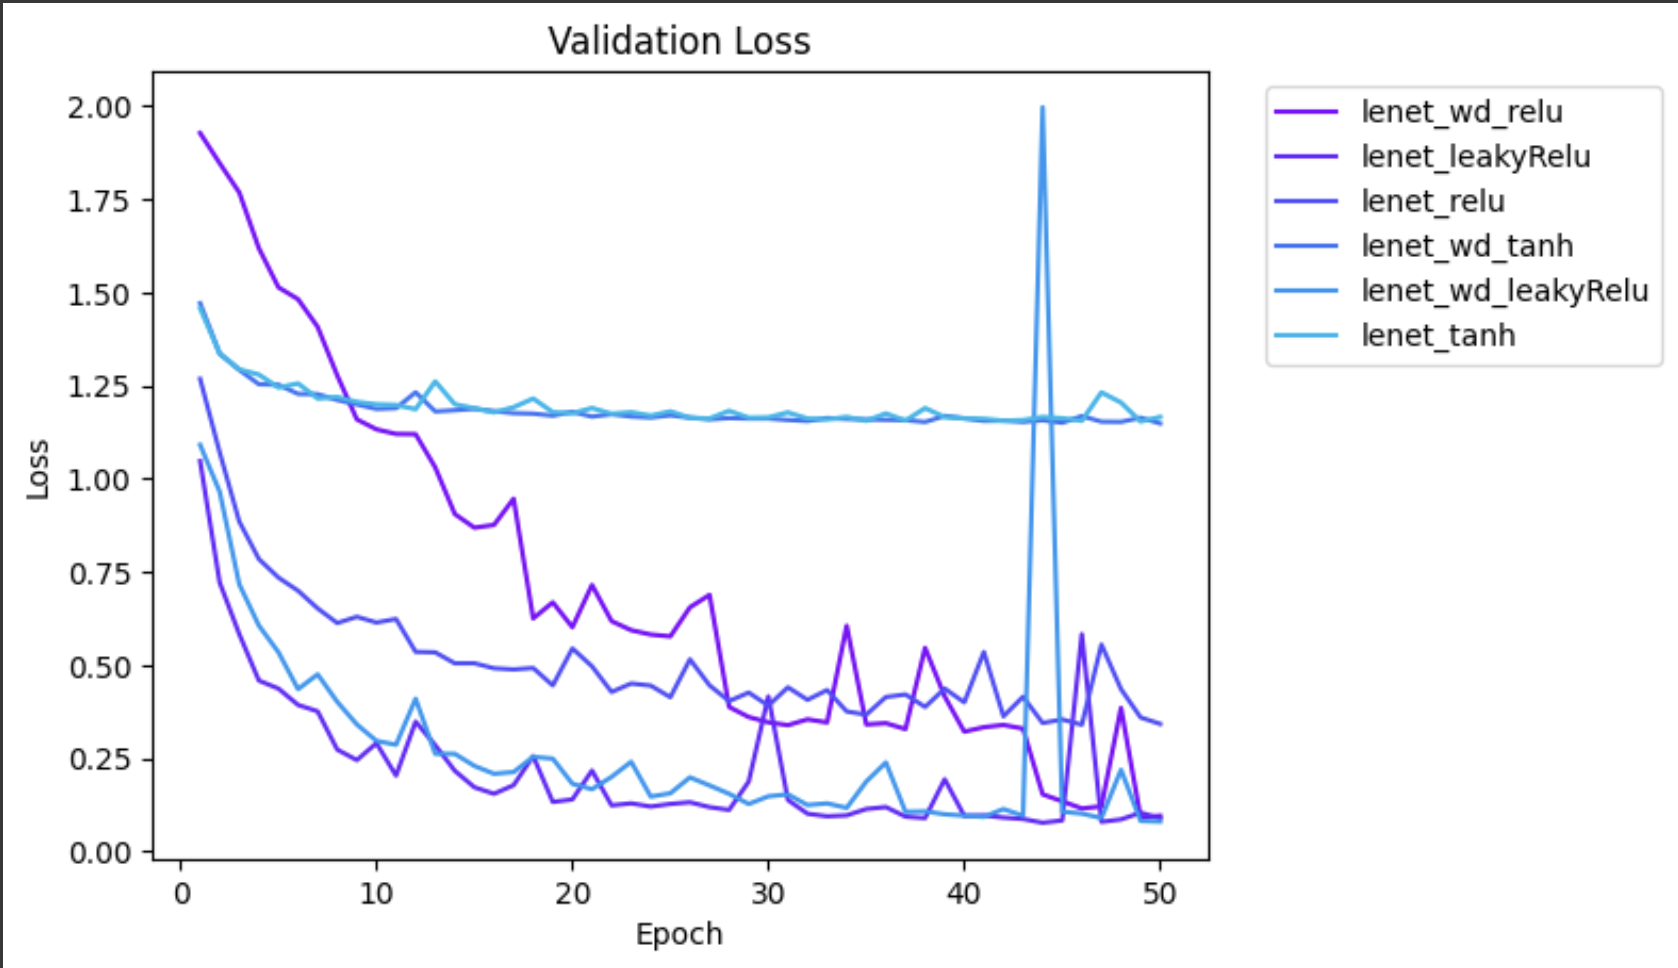 Validation Loss
2.00
1.75
1.50
1.25
1.00
0.75
0.50
0.25
0.00
Loss
0
10
20
30
40
50
Epoch
lenet_wd_relu
lenet_leakyRelu
lenet_relu
lenet_wd_tanh
lenet_wd_leakyRelu
lenet_tanh